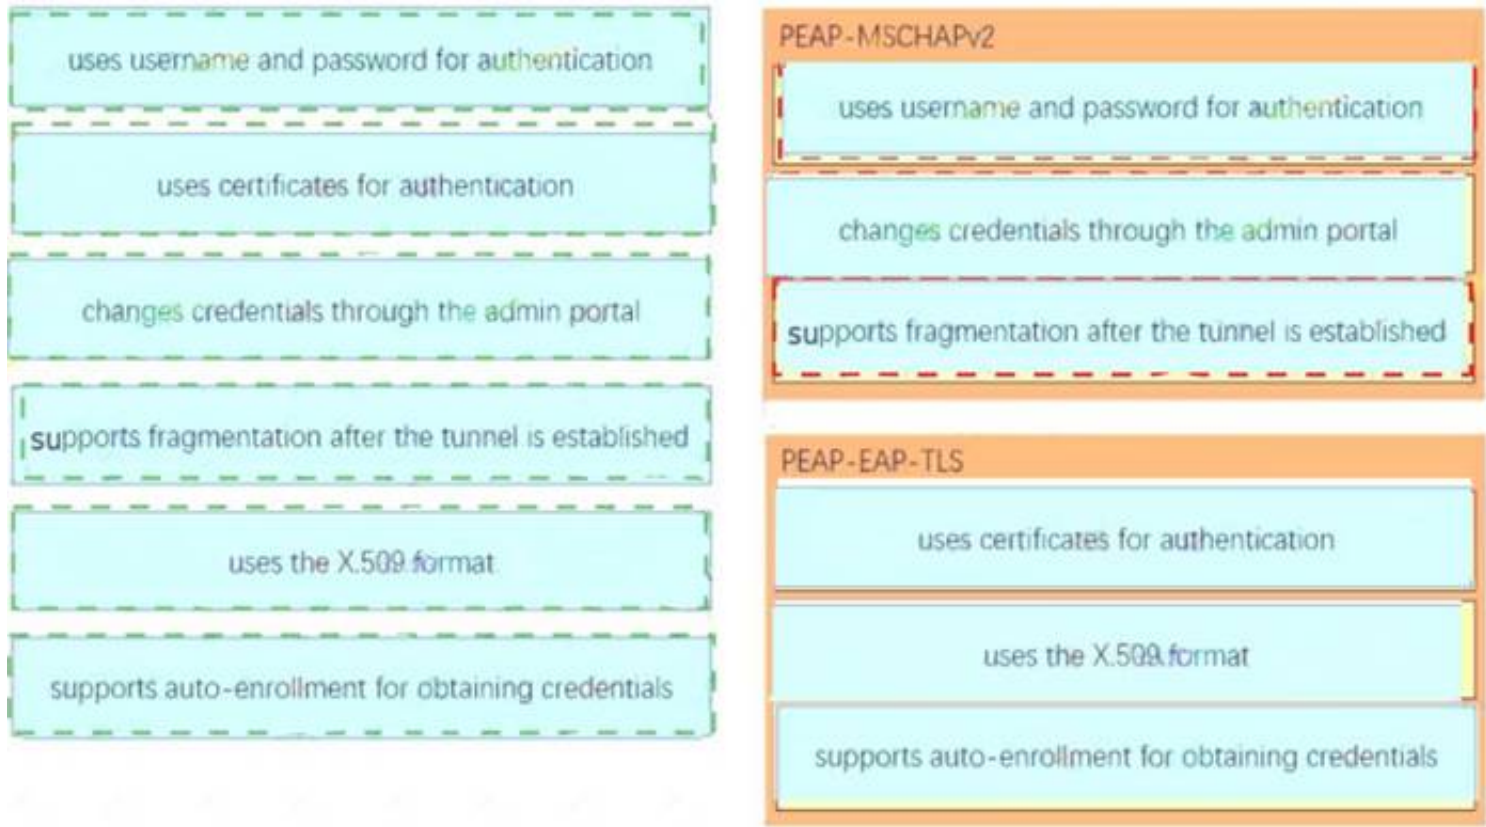 uses username and password for authentication
uses certificates for authentication
changes credentials through the admin portal
supports fragmentation after the tunnel is established
uses the X.509 format
supports auto-enrollment for obtaining credentials
PEAP-MSCHAPv2
uses username and password for authentication
changes credentials through the admin portal
supports fragmentation after the tunnel is established
PEAP-EAP-TLS
uses certificates for authentication
uses the X.509 format
supports auto-enrollment for obtaining credentials